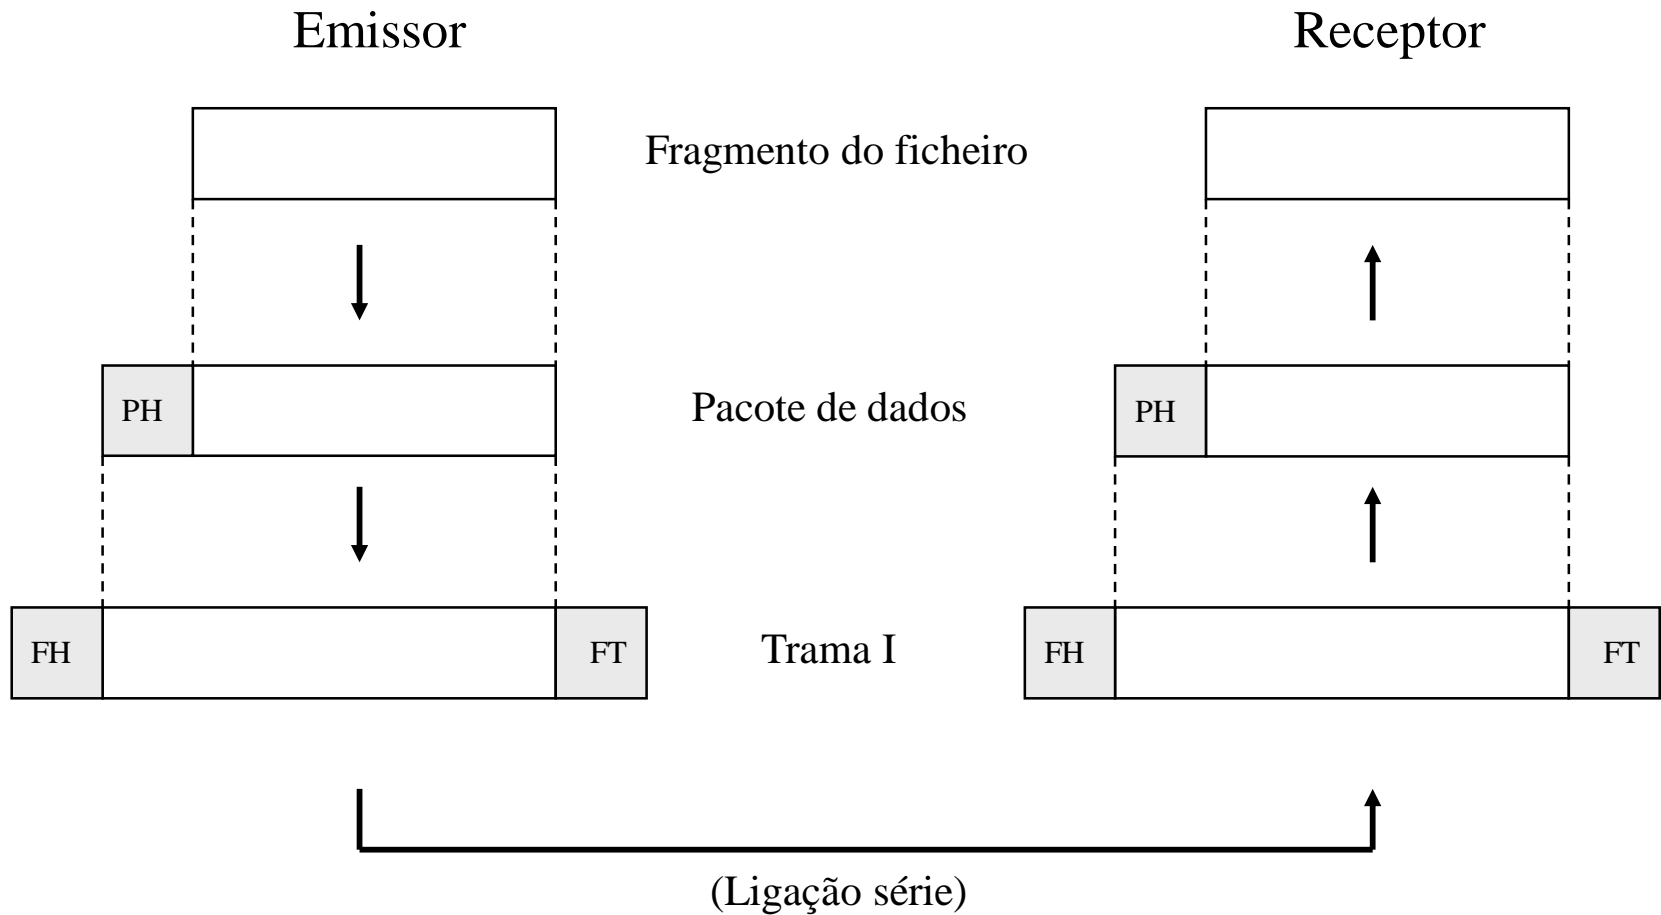 Emissor
Receptor
Fragmento do ficheiro
PH
Pacote de dados
PH
FH
FT
Trama I
FH
FT
(Ligação série)